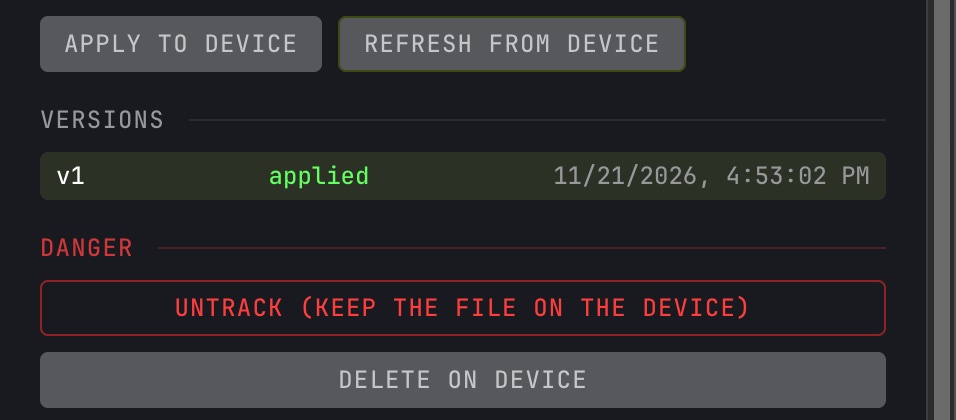 APPLY TO DEVICE REFRESH FROM DEVICE
VERSIONS
v1 applied 11/21/2026, 4:53:02 PM
DANGER
UNTRACK (KEEP THE FILE ON THE DEVICE)
DELETE ON DEVICE